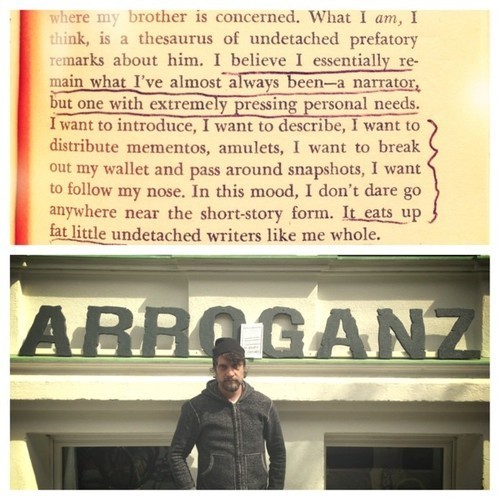 where my brother is concerned. What I am, I
think, is a thesaurus of undetached prefatory
remarks about him. I believe I essentially re-
main what I've almost always been—a narrator,
but one with extremely pressing personal needs.
I want to introduce, I want to describe, I want to
distribute mementos, amulets, I want to break
out my wallet and pass around snapshots, I want
to follow my nose. In this mood, I don't dare go
anywhere near the short-story form. It eats up
fat little undetached writers like me whole.
ARROGANZ